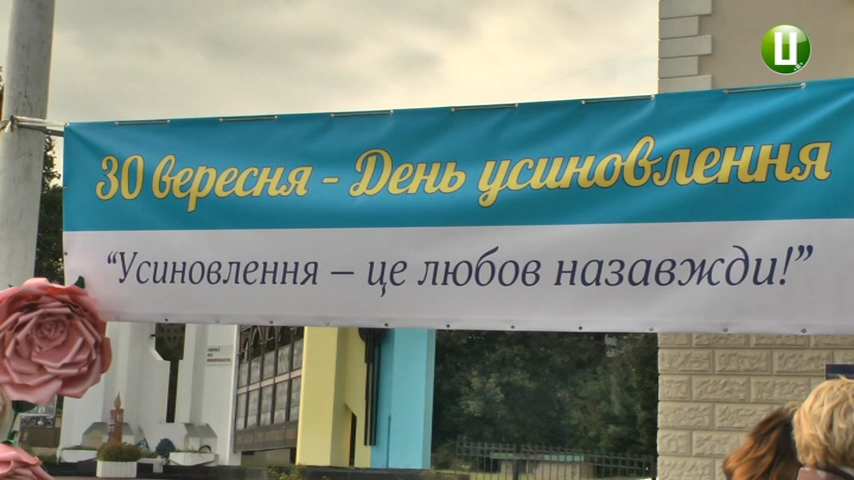 30 вересня - День усиновлення
“Усиновлення – це любов назавжди!”
Ц